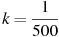 k = 1/500